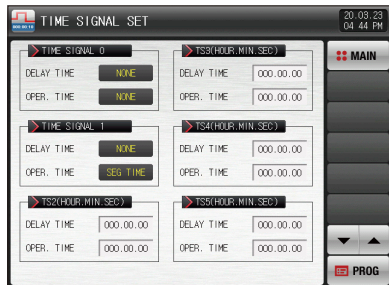 TIME SIGNAL SET
20.03.23
04 44 PM
TIME SIGNAL 0
DELAY TIME NONE
OPER. TIME NONE
TIME SIGNAL 1
DELAY TIME NONE
OPER. TIME SEG TIME
TS2(HOUR.MIN.SEC)
DELAY TIME 000.00.00
OPER. TIME 000.00.00
TS3(HOUR.MIN.SEC)
DELAY TIME 000.00.00
OPER. TIME 000.00.00
TS4(HOUR.MIN.SEC)
DELAY TIME 000.00.00
OPER. TIME 000.00.00
TS5(HOUR.MIN.SEC)
DELAY TIME 000.00.00
OPER. TIME 000.00.00
MAIN
PROG